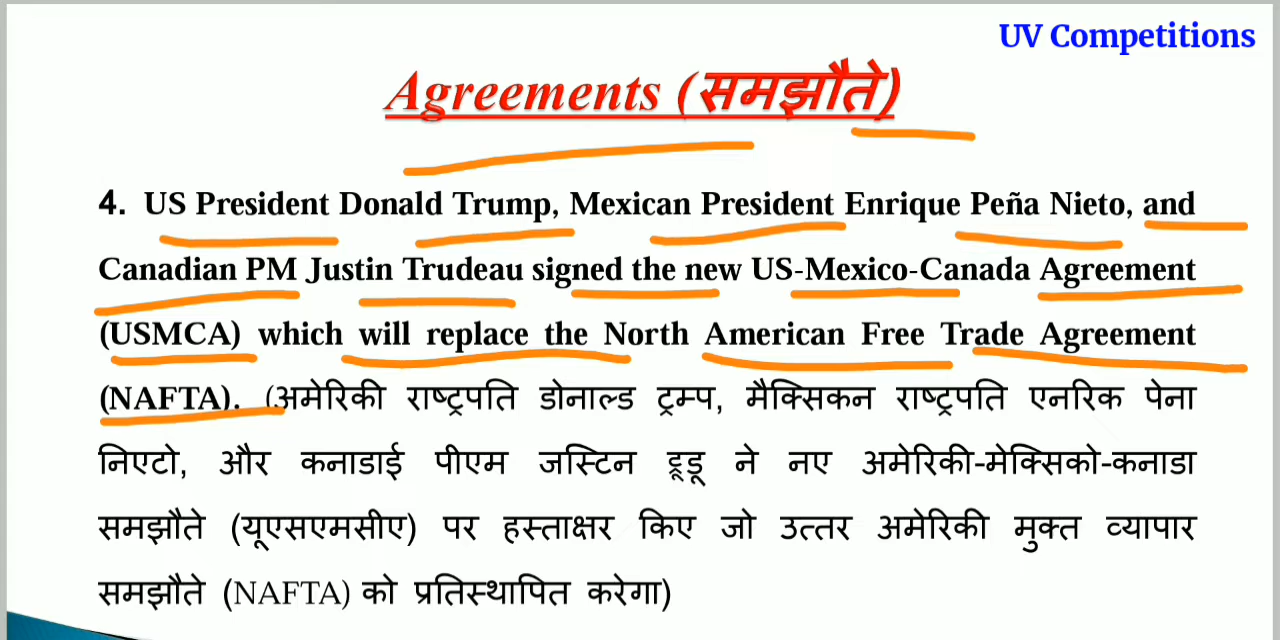 UV Competitions
Agreements (समझौते)
4. US President Donald Trump, Mexican President Enrique Peña Nieto, and
Canadian PM Justin Trudeau signed the new US-Mexico-Canada Agreement
(USMCA) which will replace the North American Free Trade Agreement
(NAFTA). (अमेरिकी राष्ट्रपति डोनाल्ड ट्रम्प, मैक्सिकन राष्ट्रपति एनरिक पेना
निएटो, और कनाडाई पीएम जस्टिन ड्रूडू ने नए अमेरिकी-मेक्सिको-कनाडा
समझौते (यूएसएमसीए) पर हस्ताक्षर किए जो उत्तर अमेरिकी मुक्त व्यापार
समझौते (NAFTA) को प्रतिस्थापित करेगा)